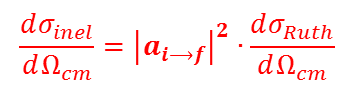 dσ_inel/dΩ_cm = |a_i→f|² · dσ_Ruth/dΩ_cm